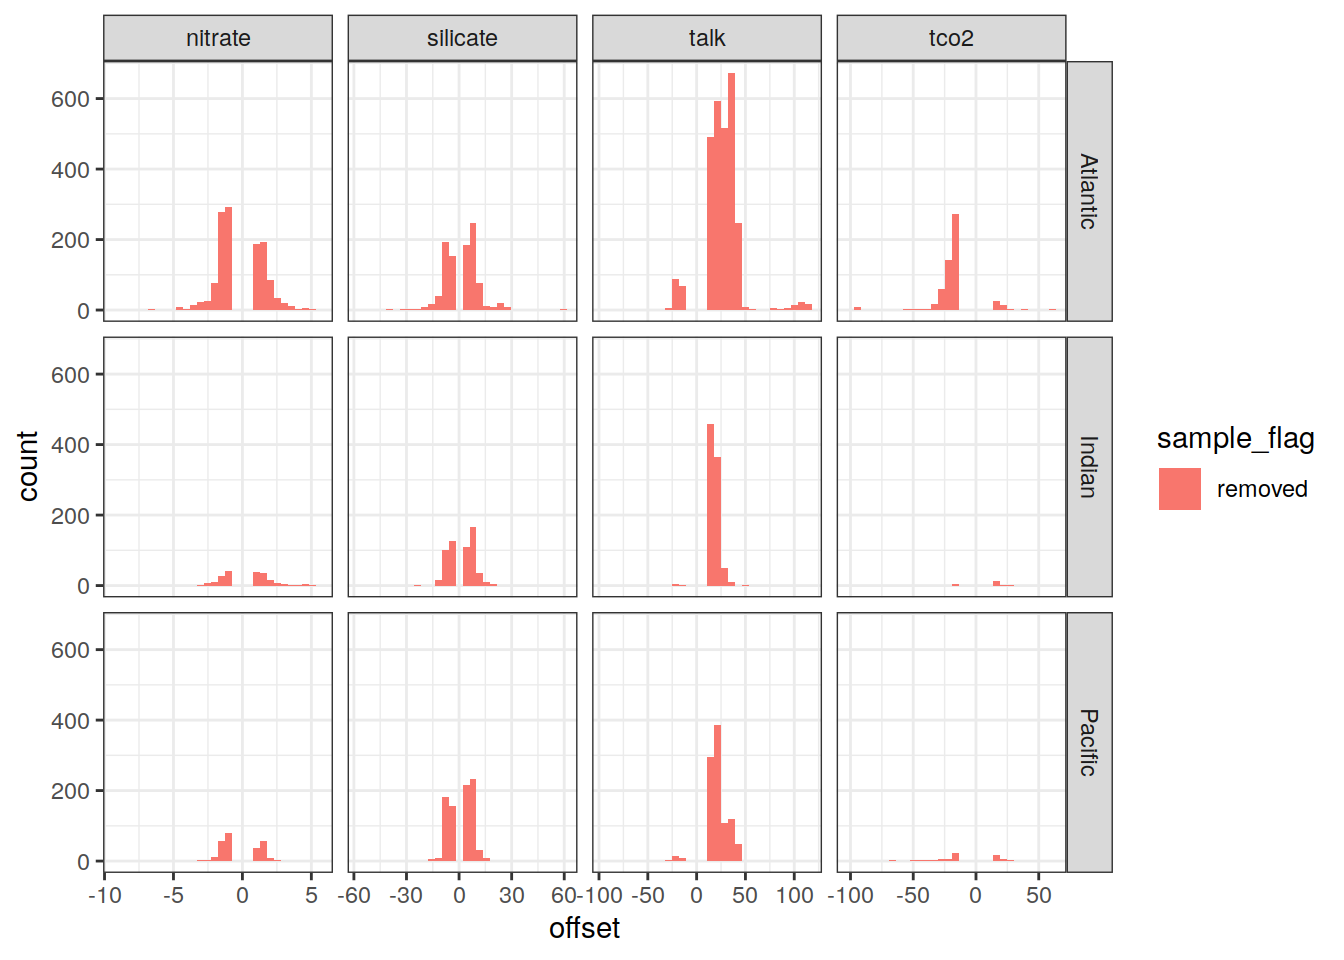 nitrate silicate talk tco2
600
400
200
0
Atlantic
600
400
200
0
Indian
600
400
200
0
Pacific
-10 -5 0 5 -60 -30 0 30 60 -100 -50 0 50 100 -100 -50 0 50
offset
count
sample_flag
removed